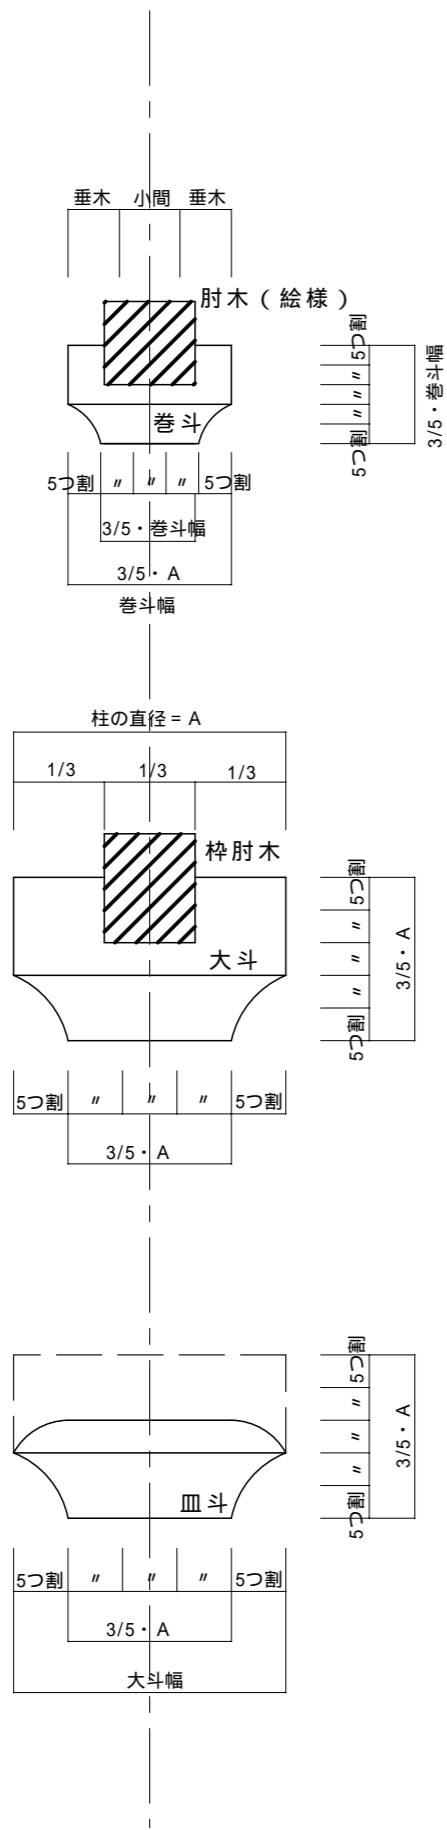 垂木 小間 垂木
肘木（絵様）
巻斗
5つ割 〃 〃 〃 5つ割
3/5・巻斗幅
5つ割 〃 〃 〃 5つ割
3/5・巻斗幅
3/5・A
巻斗幅
柱の直径 = A
1/3 1/3 1/3
枠肘木
大斗
5つ割 〃 〃 〃 5つ割
3/5・A
5つ割 〃 〃 〃 5つ割
3/5・A
皿斗
5つ割 〃 〃 〃 5つ割
3/5・A
5つ割 〃 〃 〃 5つ割
3/5・A
大斗幅